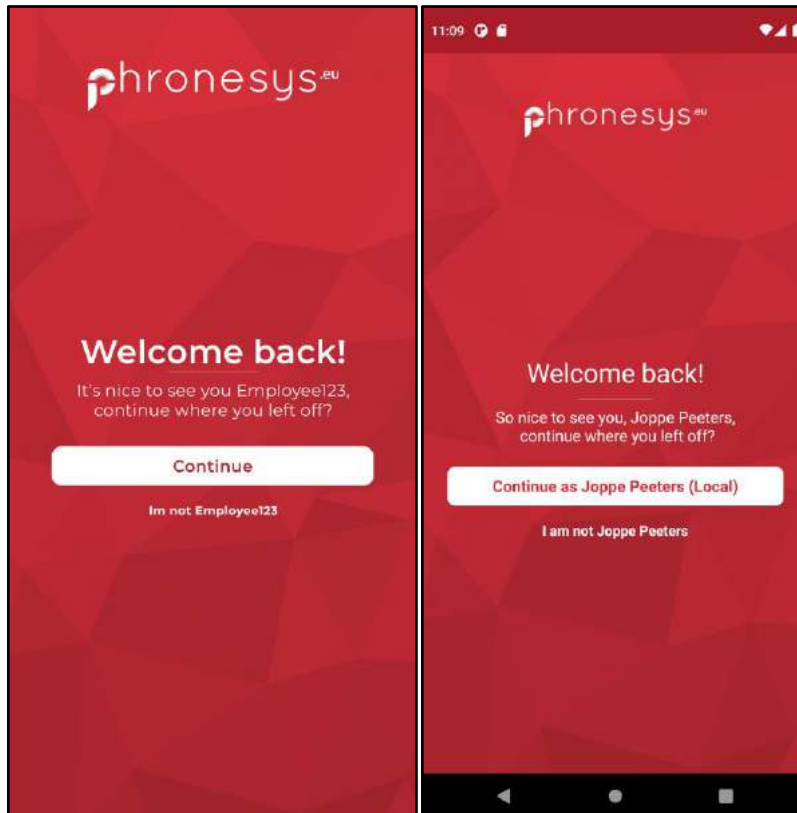 phronesys.eu
Welcome back!
It's nice to see you Employee123,
continue where you left off?
Continue
Im not Employee123
11:09
phronesys.eu
Welcome back!
So nice to see you, Joppe Peeters,
continue where you left off?
Continue as Joppe Peeters (Local)
I am not Joppe Peeters